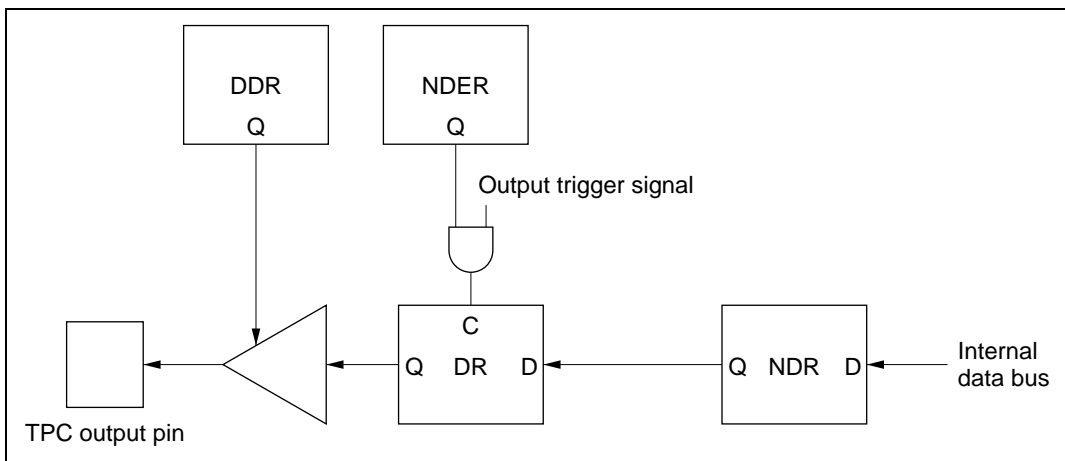 DDR
Q
NDER
Q
Output trigger signal
C
Q DR D
Q NDR D
Internal
data bus
TPC output pin